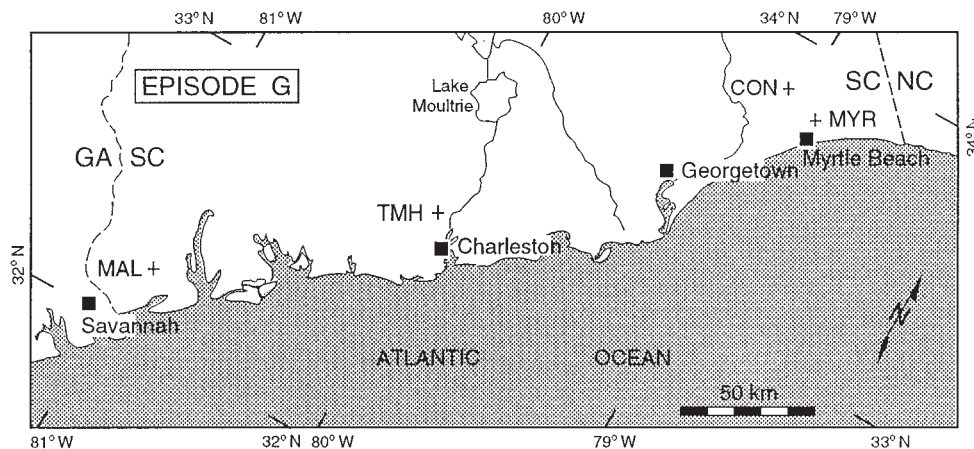 33° N 81° W 80° W 34° N 79° W
EPISODE G
Lake
Moultrie
CON + SC NC
+ MYR
34° N
GA SC
Myrtle Beach
Georgetown
TMH +
Charleston
32° N
MAL +
Savannah
N
ATLANTIC OCEAN
50 km
81° W 32° N 80° W 79° W 33° N